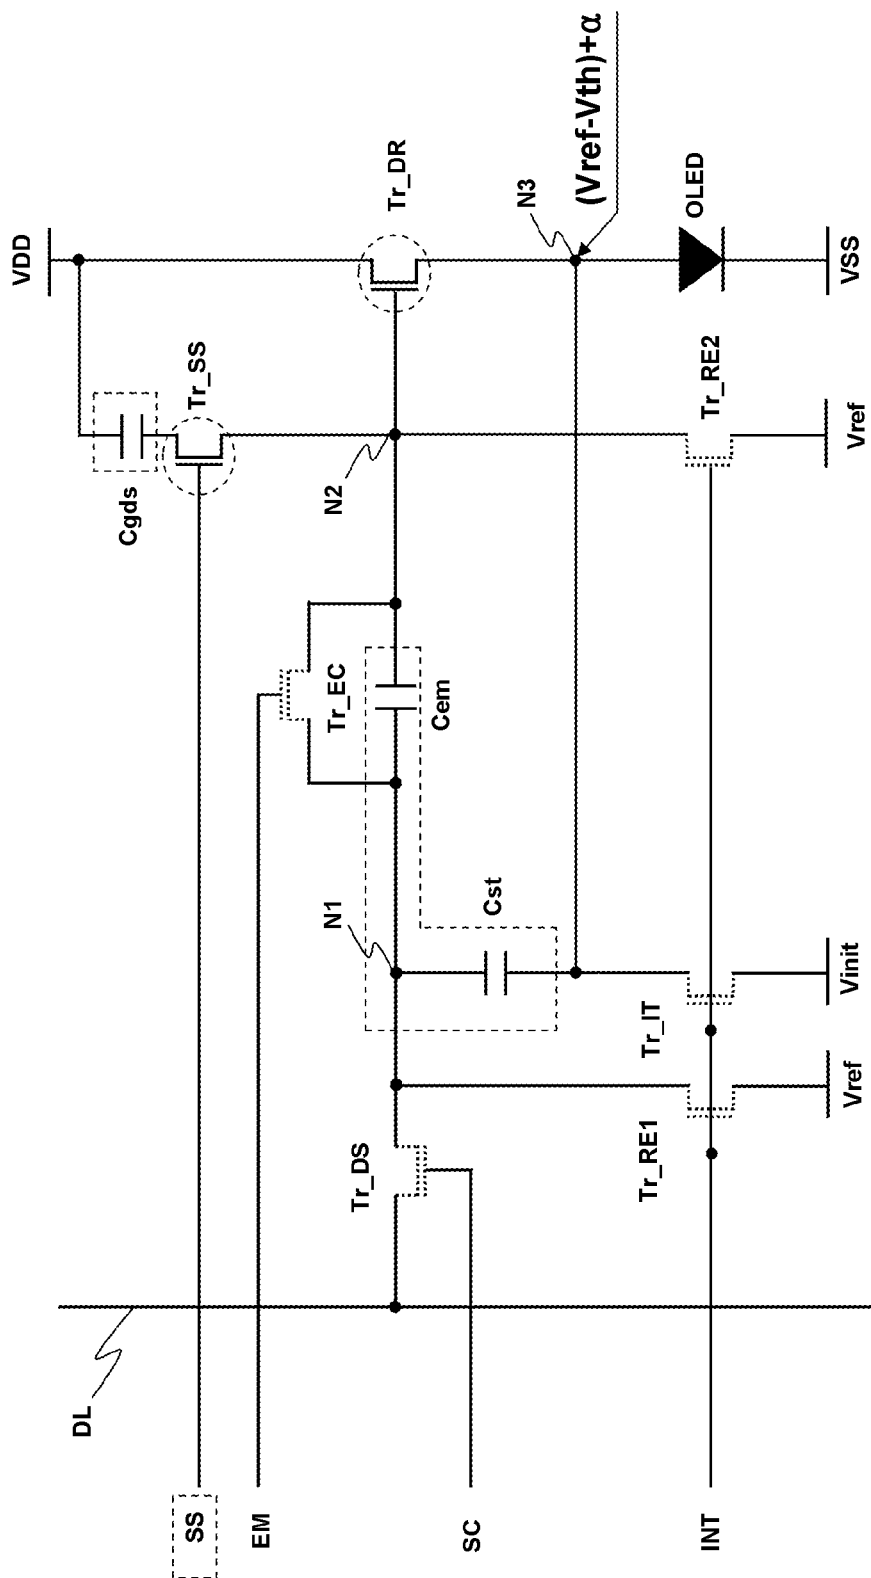 VDD
Tr_DR
N3
(Vref-Vth)+α
OLED
VSS
Tr_SS
Cgds
N2
Tr_RE2
Vref
Tr_EC
Cem
N1
Cst
Tr_IT
Vinit
Tr_DS
Tr_RE1
Vref
DL
SS
EM
SC
INT